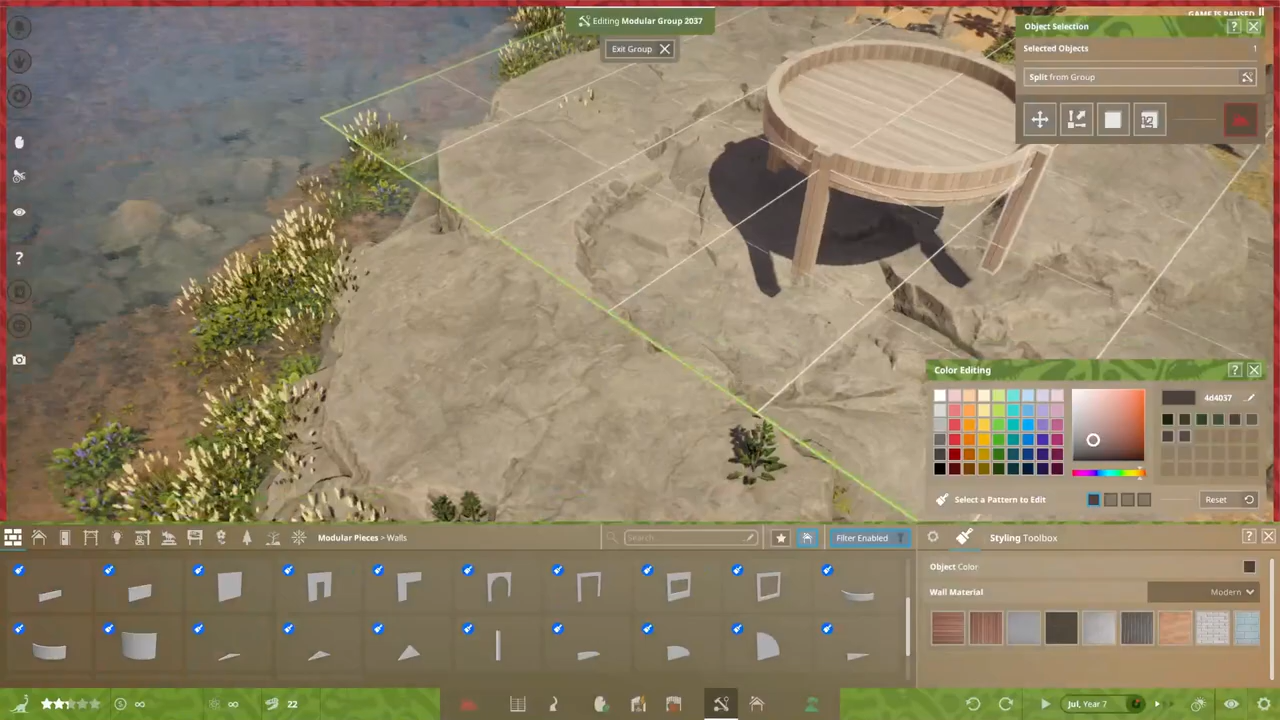 GAME IS PAUSED
Editing Modular Group 2037
Exit Group
Object Selection
?
Selected Objects 1
Split from Group
12
Color Editing
?
4d4037
Select a Pattern to Edit
Reset
?
Modular Pieces > Walls
Search
Filter Enabled
Styling Toolbox
?
Object Color
Wall Material Modern
∞
∞
22
Jul, Year 7